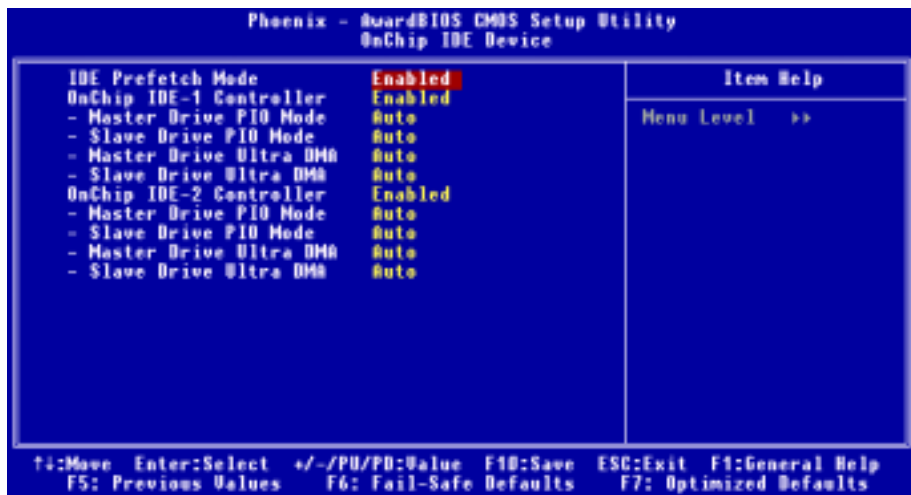 Phoenix - AwardBIOS CMOS Setup Utility
OnChip IDE Device
IDE Prefetch Mode Enabled
OnChip IDE-1 Controller Enabled
- Master Drive PIO Mode Auto
- Slave Drive PIO Mode Auto
- Master Drive Ultra DMA Auto
- Slave Drive Ultra DMA Auto
OnChip IDE-2 Controller Enabled
- Master Drive PIO Mode Auto
- Slave Drive PIO Mode Auto
- Master Drive Ultra DMA Auto
- Slave Drive Ultra DMA Auto
Item Help
Menu Level ▸▸
↑↓:Move Enter:Select +/-/PU/PD:Value F10:Save ESC:Exit F1:General Help
F5: Previous Values F6: Fail-Safe Defaults F7: Optimized Defaults